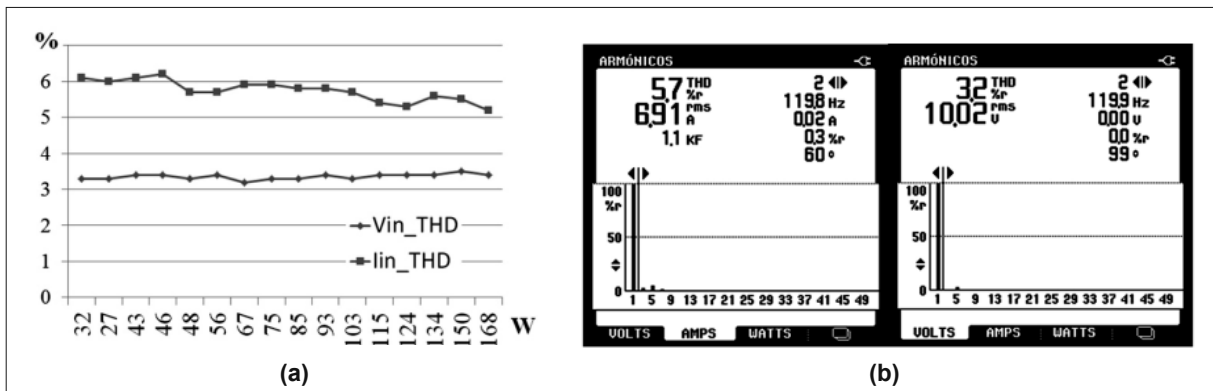 %
7
6
5
4
3
2
1
0
Vin_THD
Iin_THD
32 27 43 46 48 56 67 75 85 93 103 115 124 134 150 168 W
(a)
ARMÓNICOS
5,7 THD %r
6,91 rms A
1,1 KF
2
119,8 Hz
0,02 A
0,3 %r
60 °
100
%r
50
0
1 5 9 13 17 21 25 29 33 37 41 45 49
VOLTS AMPS WATTS
ARMÓNICOS
3,2 THD %r
10,02 rms V
2
119,9 Hz
0,00 V
0,0 %r
99 °
100
%r
50
0
1 5 9 13 17 21 25 29 33 37 41 45 49
VOLTS AMPS WATTS
(b)